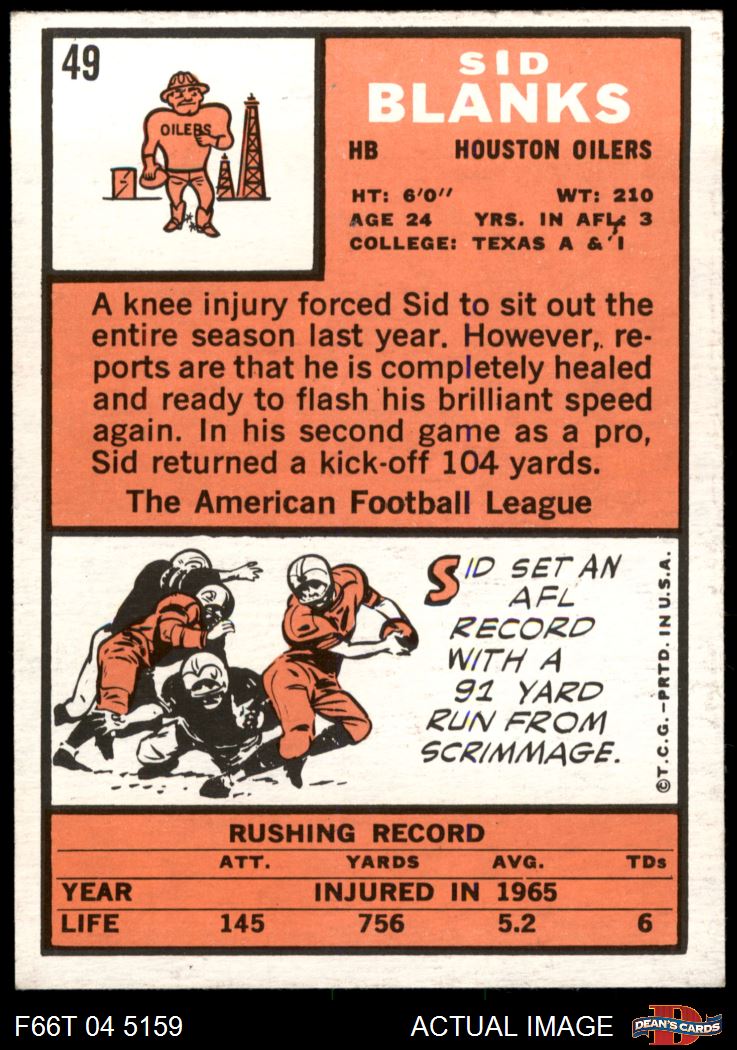 49
OILERS
SID
BLANKS
HB HOUSTON OILERS
HT: 6'0" WT: 210
AGE 24 YRS. IN AFL: 3
COLLEGE: TEXAS A & I
A knee injury forced Sid to sit out the
entire season last year. However, re-
ports are that he is completely healed
and ready to flash his brilliant speed
again. In his second game as a pro,
Sid returned a kick-off 104 yards.
The American Football League
SID SET AN
AFL
RECORD
WITH A
91 YARD
RUN FROM
SCRIMMAGE.
©T.C.G.-PRTD. IN U.S.A.
RUSHING RECORD
ATT. YARDS AVG. TDs
YEAR INJURED IN 1965
LIFE 145 756 5.2 6
F66T 04 5159 ACTUAL IMAGE DEAN'S CARDS